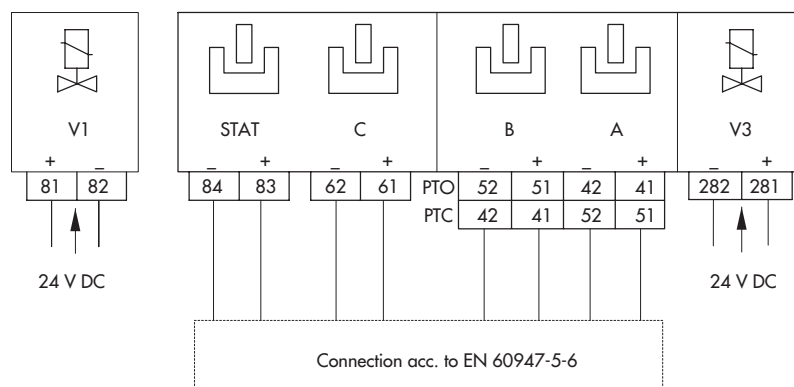 V1 STAT C B A V3
+ – – + – + – + – + – +
81 82 84 83 62 61 PTO 52 51 42 41 282 281
PTC 42 41 52 51
24 V DC 24 V DC
Connection acc. to EN 60947-5-6